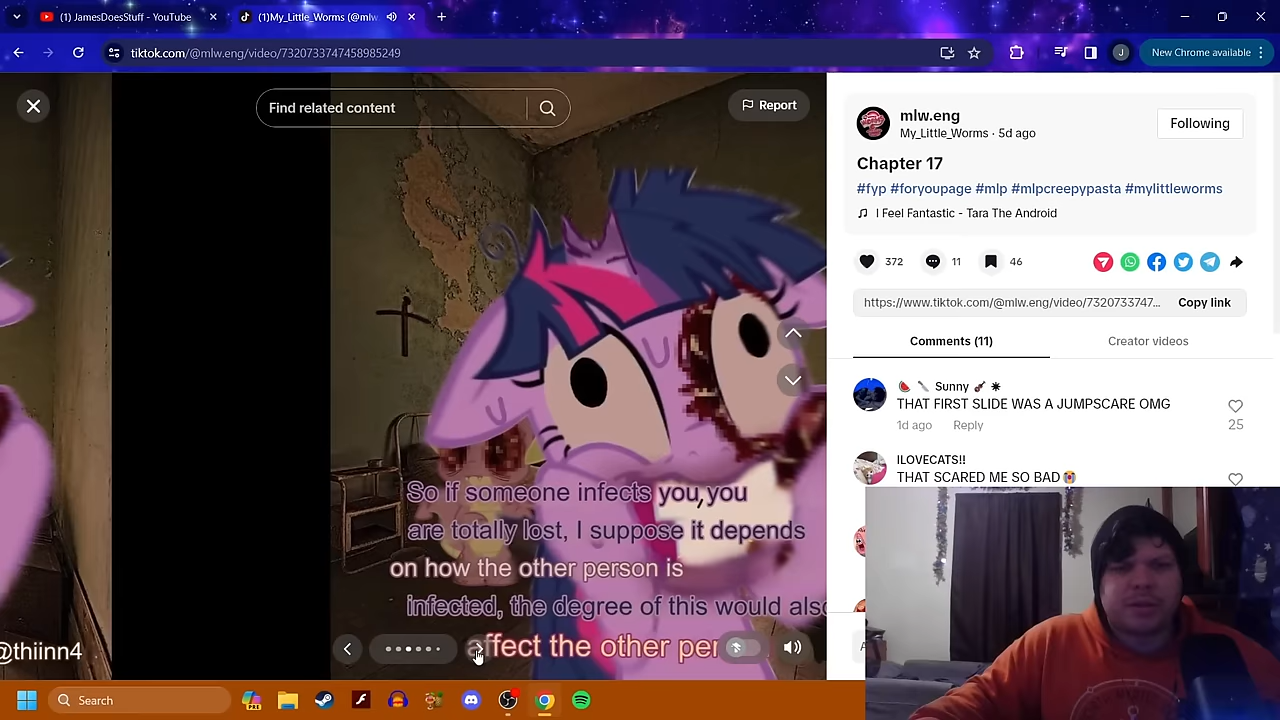 (1) JamesDoesStuff - YouTube
(1)My_Little_Worms (@mlw
tiktok.com/@mlw.eng/video/7320733747458985249
J
New Chrome available
Find related content
Report
mlw.eng
My_Little_Worms · 5d ago
Following
Chapter 17
#fyp #foryoupage #mlp #mlpcreepypasta #mylittleworms
I Feel Fantastic - Tara The Android
372
11
46
https://www.tiktok.com/@mlw.eng/video/732073374...
Copy link
Comments (11)
Creator videos
Sunny
THAT FIRST SLIDE WAS A JUMPSCARE OMG
1d ago
Reply
25
ILOVECATS!!
THAT SCARED ME SO BAD😭
So if someone infects you,you
are totally lost, I suppose it depends
on how the other person is
infected, the degree of this would also
affect the other per
@thiinn4
Search